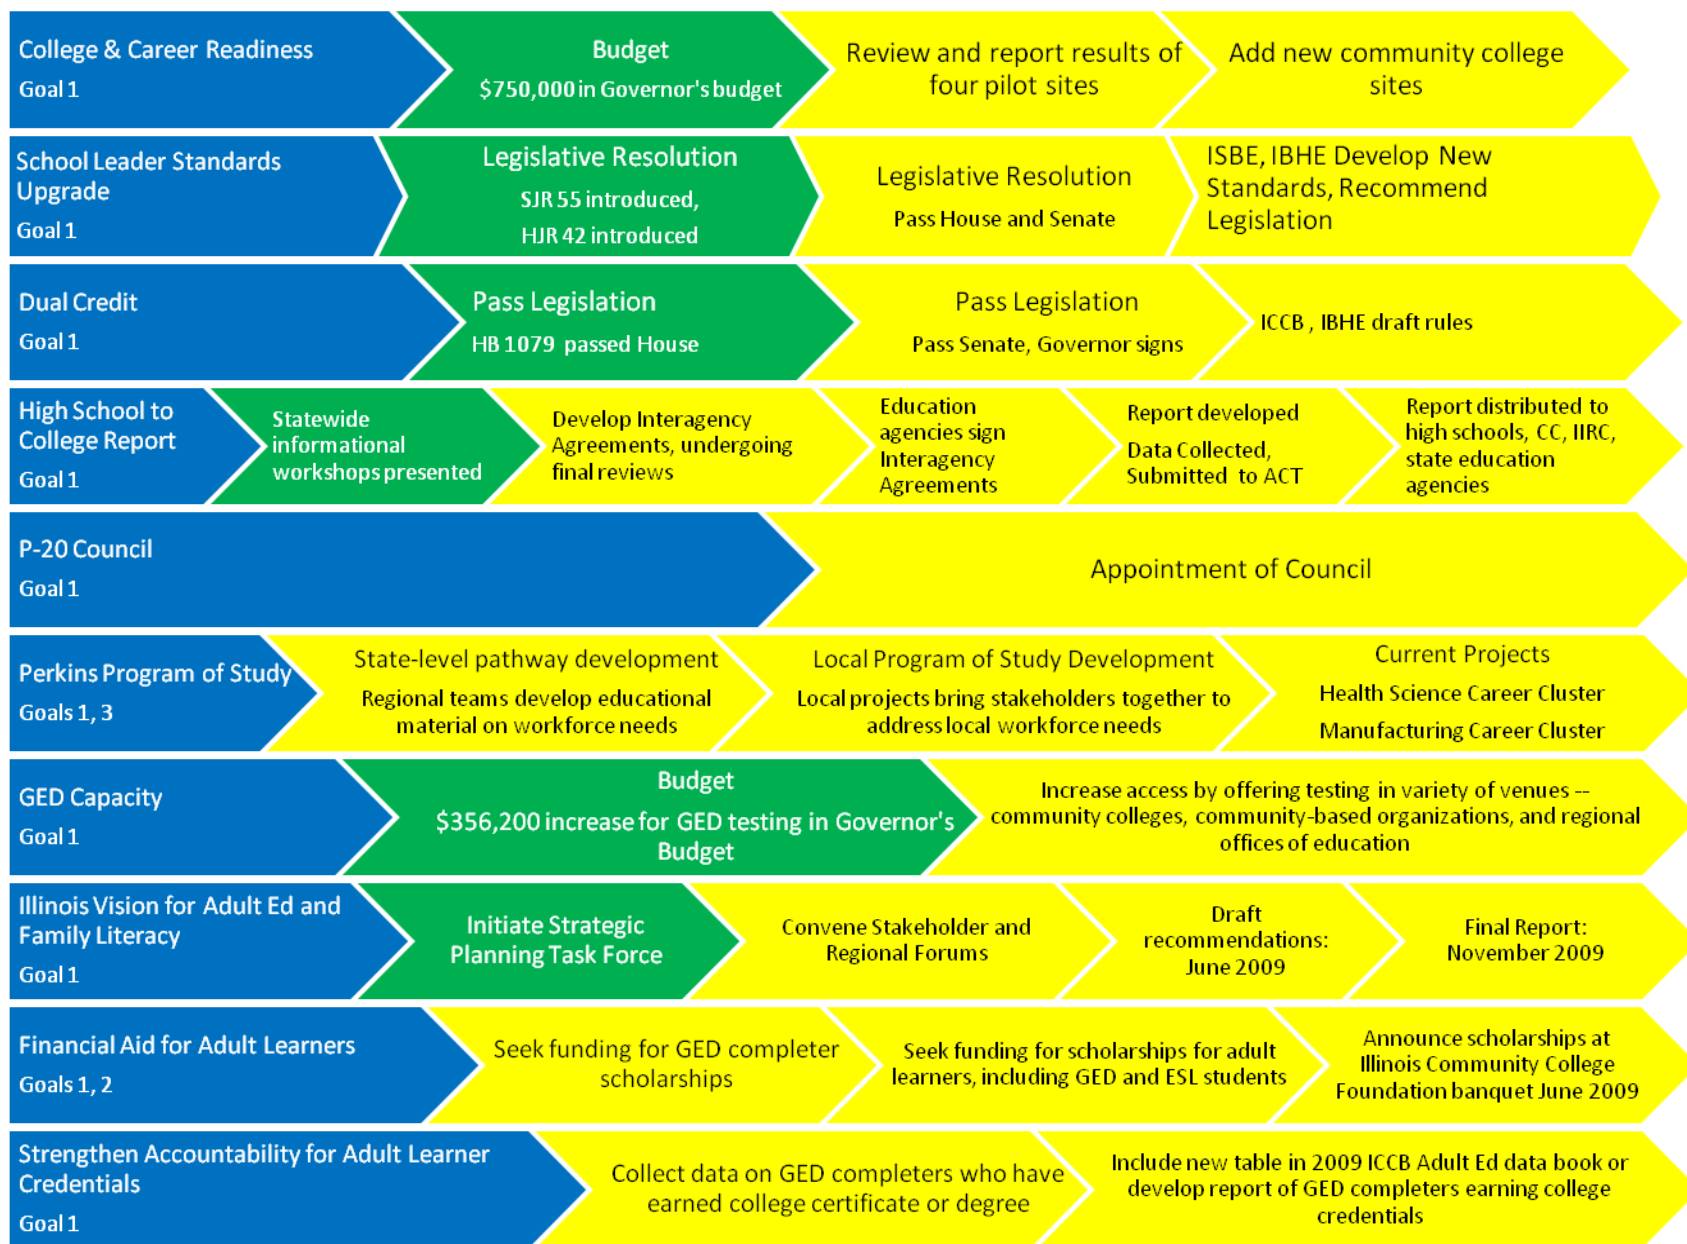 College & Career Readiness
Goal 1
Budget
$750,000 in Governor's budget
Review and report results of
four pilot sites
Add new community college
sites
School Leader Standards
Upgrade
Goal 1
Legislative Resolution
SJR 55 introduced,
HJR 42 introduced
Legislative Resolution
Pass House and Senate
ISBE, IBHE Develop New
Standards, Recommend
Legislation
Dual Credit
Goal 1
Pass Legislation
HB 1079 passed House
Pass Legislation
Pass Senate, Governor signs
ICCB , IBHE draft rules
High School to
College Report
Goal 1
Statewide
informational
workshops presented
Develop Interagency
Agreements, undergoing
final reviews
Education
agencies sign
Interagency
Agreements
Report developed
Data Collected,
Submitted to ACT
Report distributed to
high schools, CC, IIRC,
state education
agencies
P-20 Council
Goal 1
Appointment of Council
Perkins Program of Study
Goals 1, 3
State-level pathway development
Regional teams develop educational
material on workforce needs
Local Program of Study Development
Local projects bring stakeholders together to
address local workforce needs
Current Projects
Health Science Career Cluster
Manufacturing Career Cluster
GED Capacity
Goal 1
Budget
$356,200 increase for GED testing in Governor's
Budget
Increase access by offering testing in variety of venues --
community colleges, community-based organizations, and regional
offices of education
Illinois Vision for Adult Ed and
Family Literacy
Goal 1
Initiate Strategic
Planning Task Force
Convene Stakeholder and
Regional Forums
Draft
recommendations:
June 2009
Final Report:
November 2009
Financial Aid for Adult Learners
Goals 1, 2
Seek funding for GED completer
scholarships
Seek funding for scholarships for adult
learners, including GED and ESL students
Announce scholarships at
Illinois Community College
Foundation banquet June 2009
Strengthen Accountability for Adult Learner
Credentials
Goal 1
Collect data on GED completers who have
earned college certificate or degree
Include new table in 2009 ICCB Adult Ed data book or
develop report of GED completers earning college
credentials